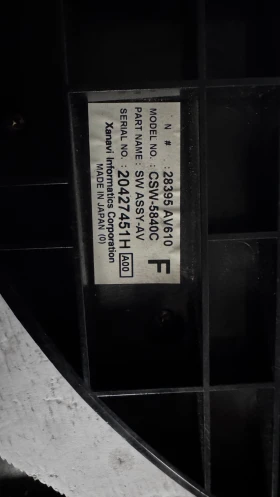 N # : 28395 AV610
MODEL NO. : CSW-5840C F
PART NAME : SW ASSY-AV
SERIAL NO. : 20427451H A00
Xanavi Informatics Corporation
MADE IN JAPAN (0)